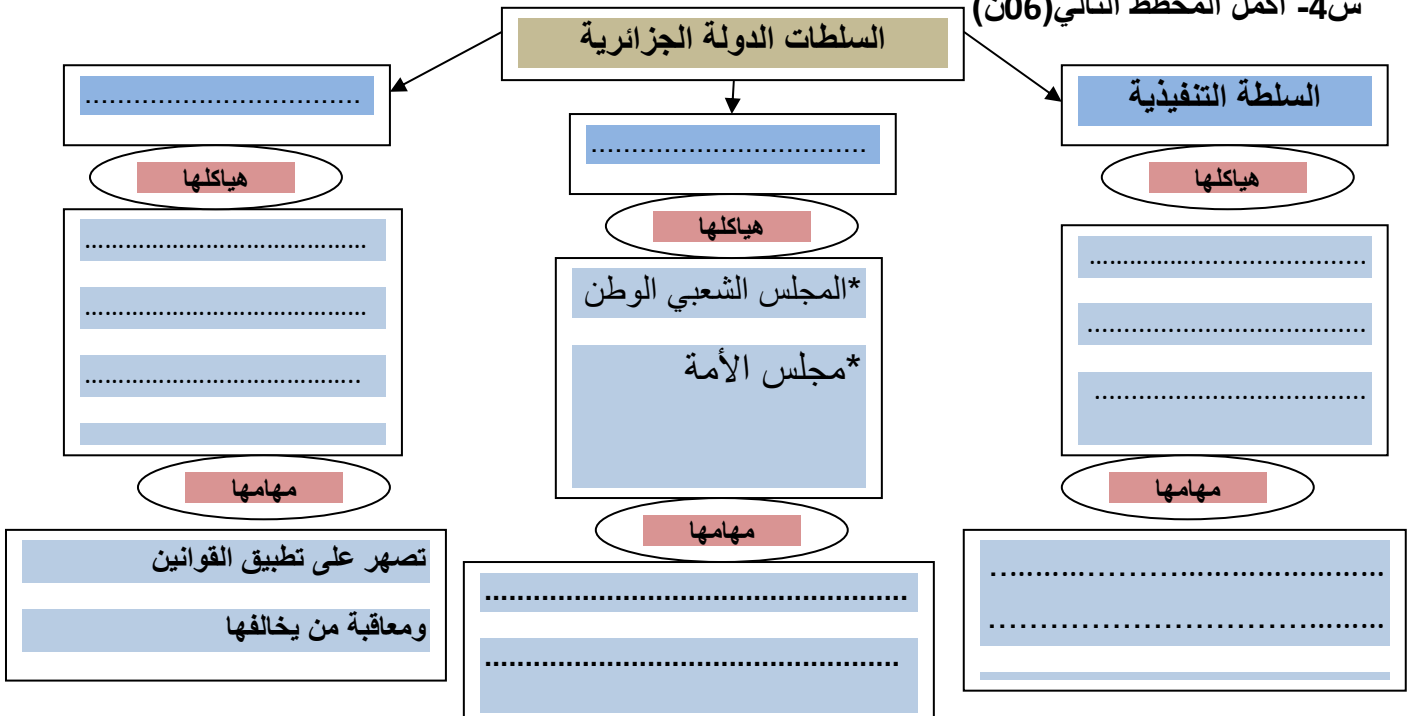 س4- أكمل المخطط التالي(06ن)
السلطات الدولة الجزائرية
السلطة التنفيذية
هياكلها
.....................................
.....................................
.....................................
مهامها
.............................................
.............................................
.................................
هياكلها
*المجلس الشعبي الوطن
*مجلس الأمة
مهامها
...................................................
..................................................
.................................
هياكلها
........................................
........................................
.......................................
مهامها
تصهر على تطبيق القوانين
ومعاقبة من يخالفها